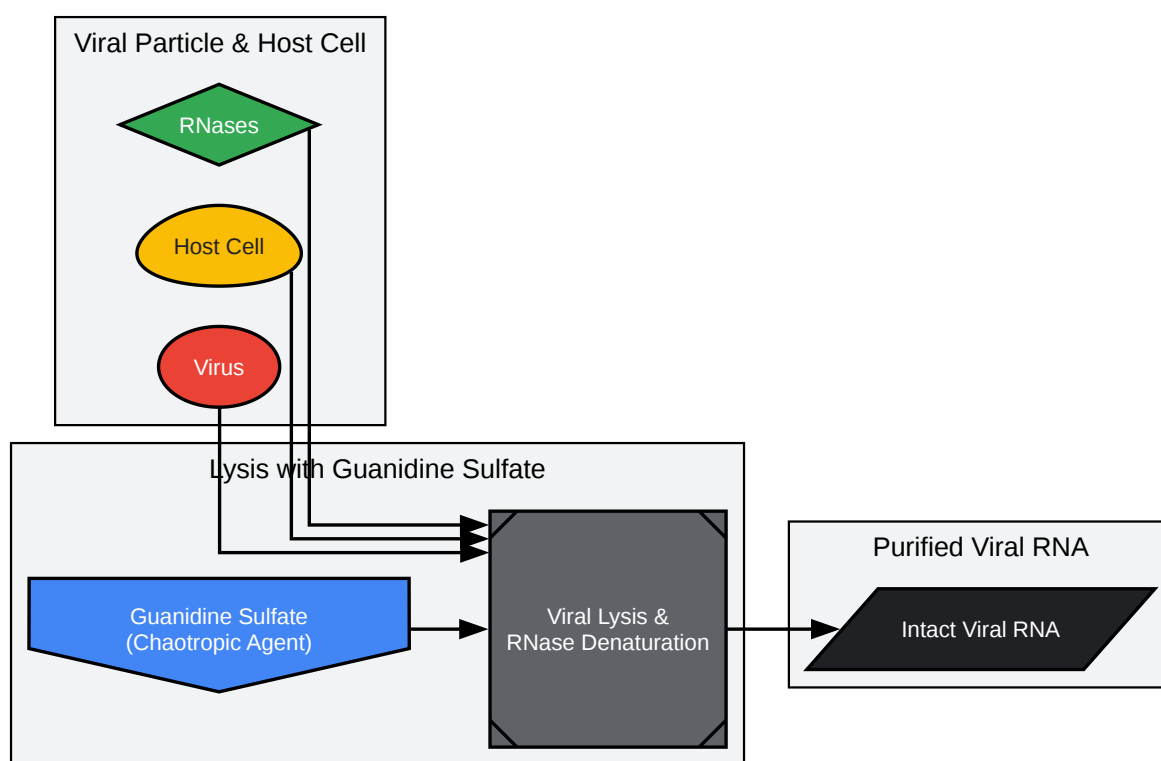 Viral Particle & Host Cell
RNases
Host Cell
Virus
Lysis with Guanidine Sulfate
Guanidine Sulfate
(Chaotropic Agent)
Viral Lysis &
RNase Denaturation
Purified Viral RNA
Intact Viral RNA